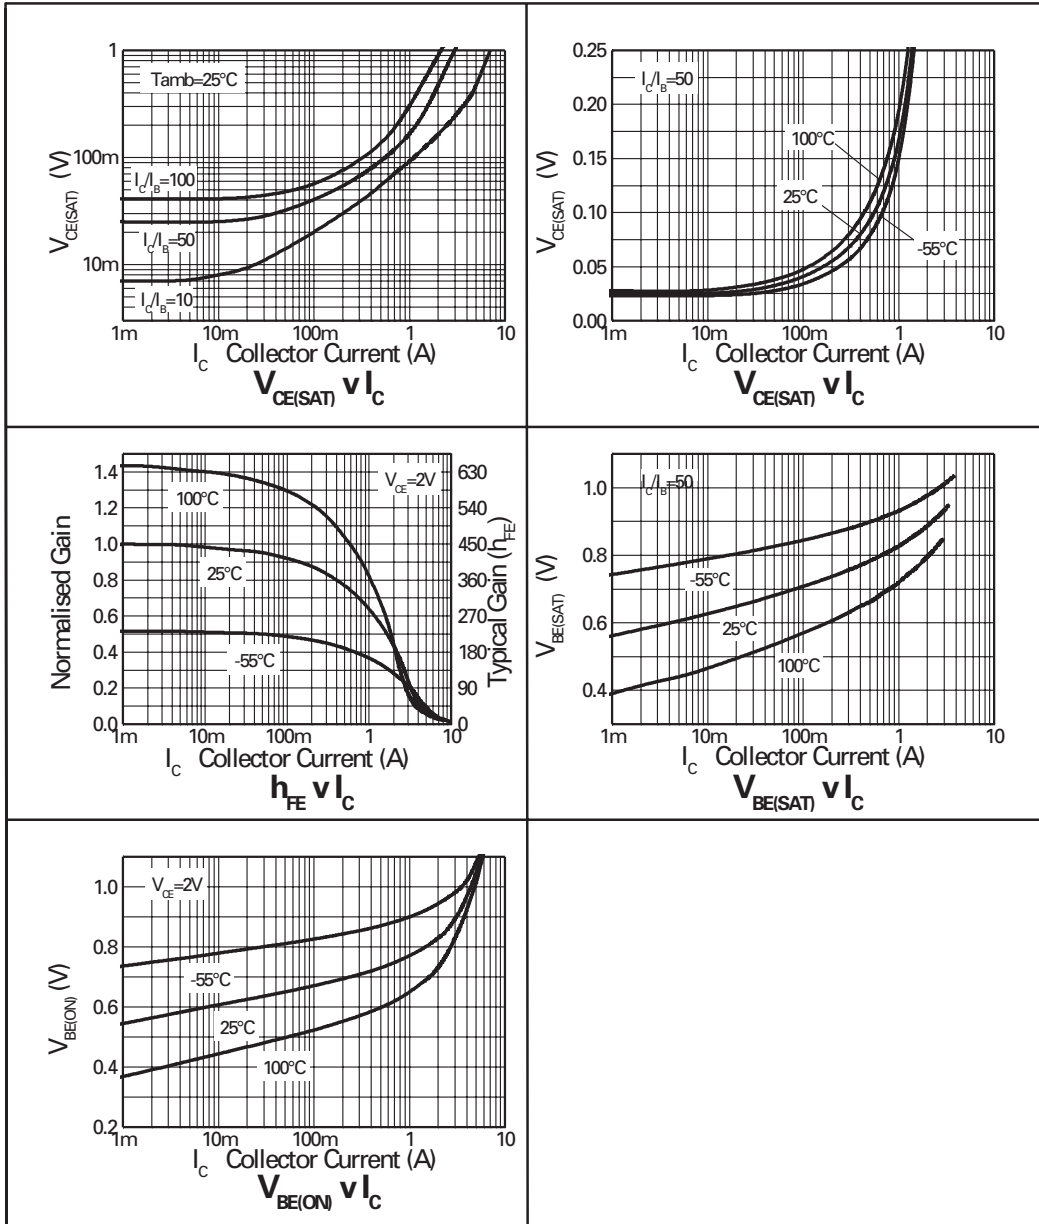 1
100m
10m
V_CE(SAT) (V)
Tamb=25°C
I_C/I_B=100
I_C/I_B=50
I_C/I_B=10
1m 10m 100m 1 10
I_C Collector Current (A)
V_CE(SAT) v I_C
0.25
0.20
0.15
0.10
0.05
0.00
V_CE(SAT) (V)
I_C/I_B=50
100°C
25°C
-55°C
1m 10m 100m 1 10
I_C Collector Current (A)
V_CE(SAT) v I_C
1.4
1.2
1.0
0.8
0.6
0.4
0.2
0.0
Normalised Gain
V_CE=2V
100°C
25°C
-55°C
630
540
450
360
270
180
90
0
Typical Gain (h_FE)
1m 10m 100m 1 10
I_C Collector Current (A)
h_FE v I_C
1.0
0.8
0.6
0.4
V_BE(SAT) (V)
I_C/I_B=50
-55°C
25°C
100°C
1m 10m 100m 1 10
I_C Collector Current (A)
V_BE(SAT) v I_C
1.0
0.8
0.6
0.4
0.2
V_BE(ON) (V)
V_CE=2V
-55°C
25°C
100°C
1m 10m 100m 1 10
I_C Collector Current (A)
V_BE(ON) v I_C